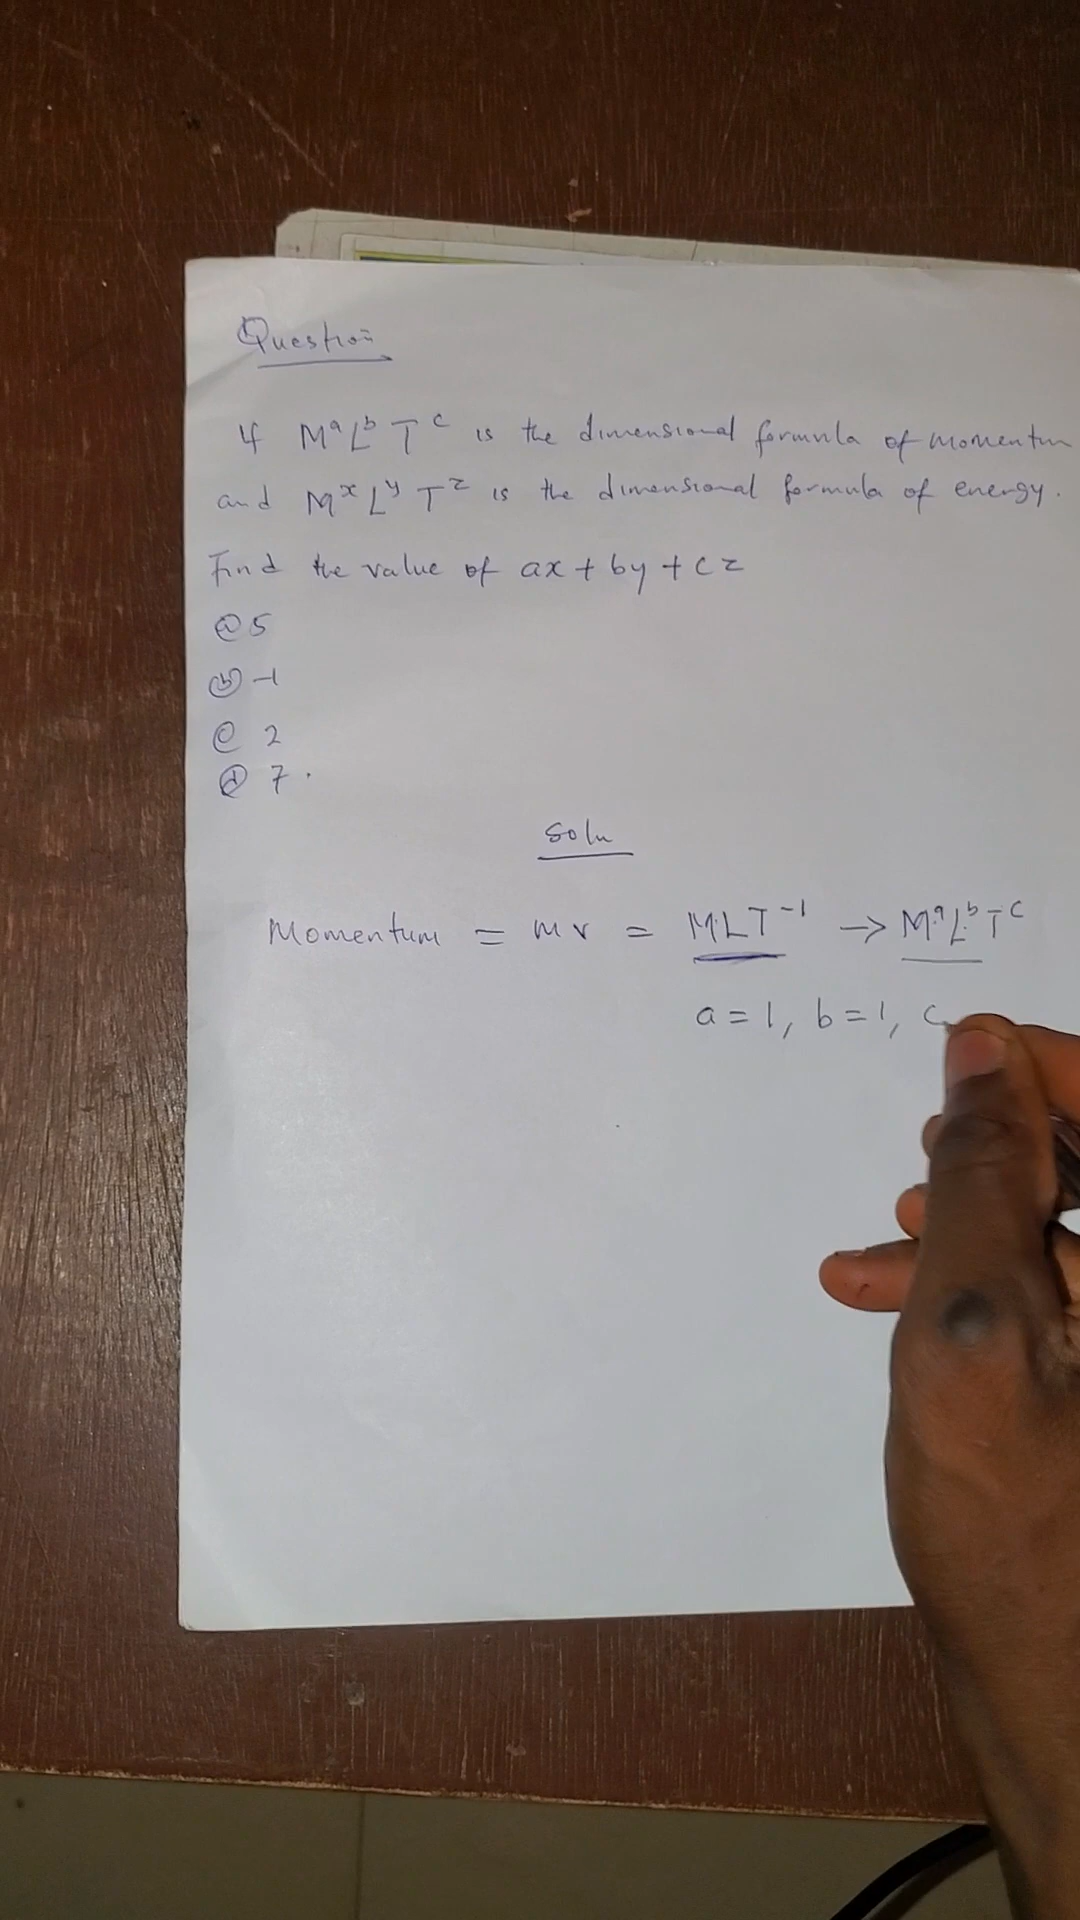 Question
If MᵃLᵇTᶜ is the dimensional formula of momentum
and MˣLʸTᶻ is the dimensional formula of energy.
Find the value of ax + by + cz
ⓐ 5
ⓑ -1
ⓒ 2
ⓓ 7.
Soln
Momentum = mv = MLT⁻¹ → MᵃLᵇTᶜ
a = 1, b = 1, c